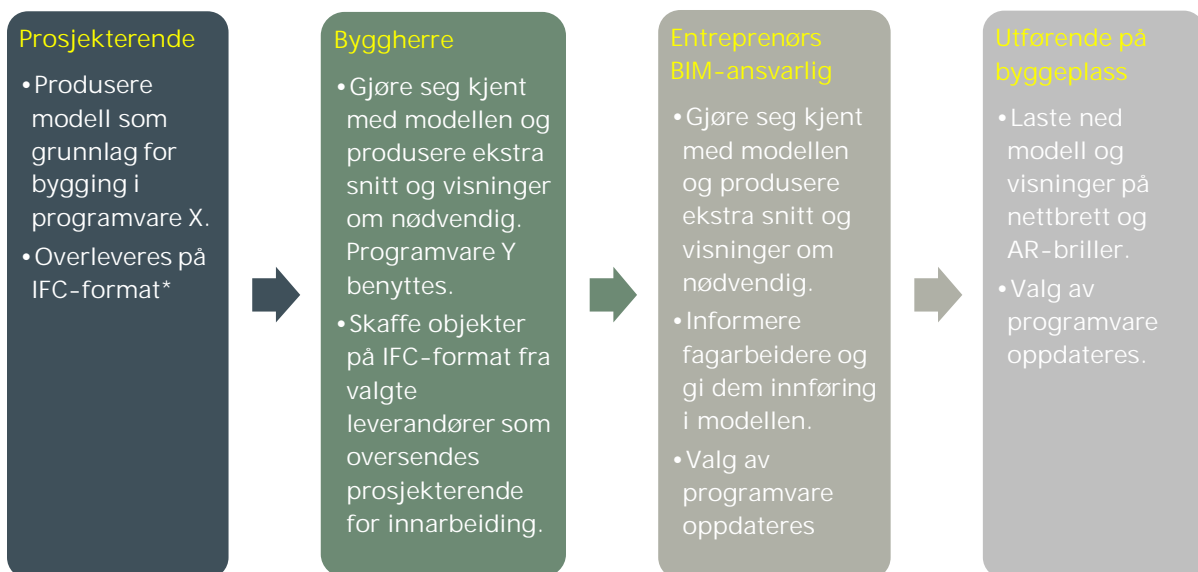 Prosjekterende
•Produsere
modell som
grunnlag for
bygging i
programvare X.
•Overleveres på
IFC-format*
Byggherre
•Gjøre seg kjent
med modellen og
produsere ekstra
snitt og visninger
om nødvendig.
Programvare Y
benyttes.
•Skaffe objekter
på IFC-format fra
valgte
leverandører som
oversendes
prosjekterende
for innarbeiding.
Entreprenørs
BIM-ansvarlig
•Gjøre seg kjent
med modellen
og produsere
ekstra snitt og
visninger om
nødvendig.
•Informere
fagarbeidere og
gi dem innføring
i modellen.
•Valg av
programvare
oppdateres
Utførende på
byggeplass
•Laste ned
modell og
visninger på
nettbrett og
AR-briller.
•Valg av
programvare
oppdateres.